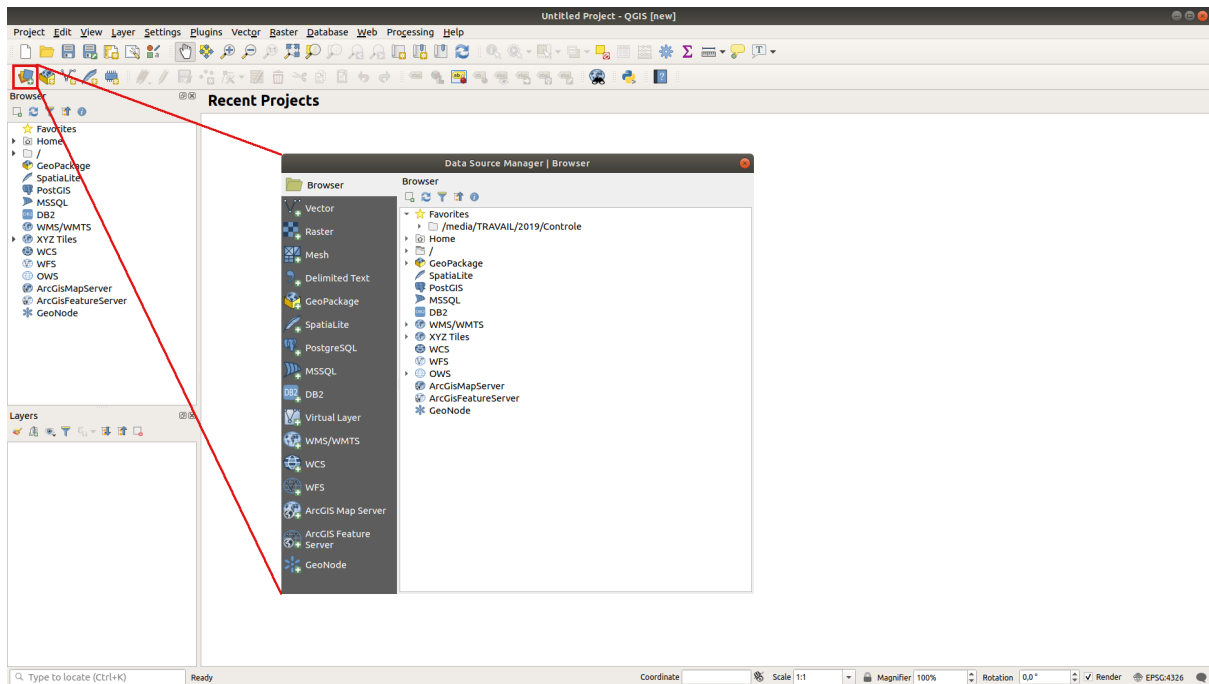 Untitled Project - QGIS [new]
Project Edit View Layer Settings Plugins Vector Raster Database Web Processing Help
Browser
Favorites
Home
/
GeoPackage
SpatiaLite
PostGIS
MSSQL
DB2
WMS/WMTS
XYZ Tiles
WCS
WFS
OWS
ArcGisMapServer
ArcGisFeatureServer
GeoNode
Layers
Recent Projects
Data Source Manager | Browser
Browser
Vector
Raster
Mesh
Delimited Text
GeoPackage
SpatiaLite
PostgreSQL
MSSQL
DB2
Virtual Layer
WMS/WMTS
WCS
WFS
ArcGIS Map Server
ArcGIS Feature
Server
GeoNode
Browser
Favorites
/media/TRAVAIL/2019/Controle
Home
/
GeoPackage
SpatiaLite
PostGIS
MSSQL
DB2
WMS/WMTS
XYZ Tiles
WCS
WFS
OWS
ArcGisMapServer
ArcGisFeatureServer
GeoNode
Type to locate (Ctrl+K) Ready Coordinate Scale 1:1 Magnifier 100% Rotation 0,0 ° Render EPSG:4326